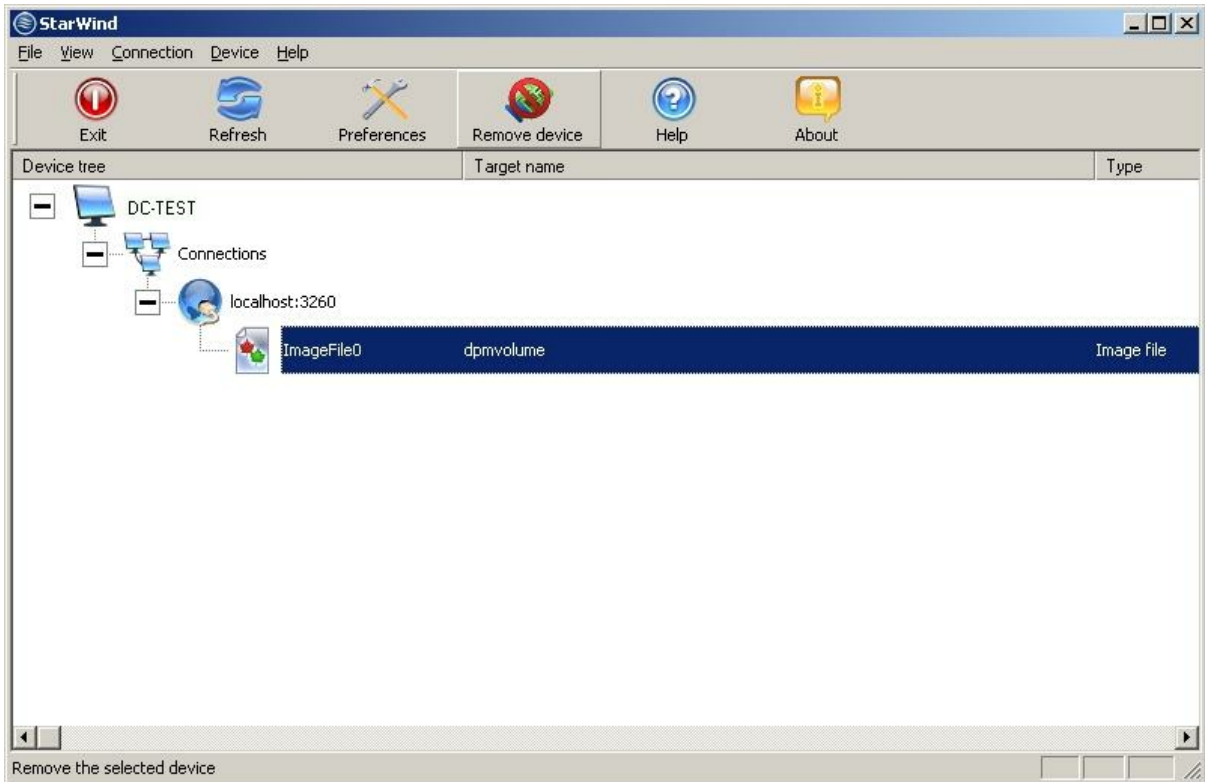 StarWind
File View Connection Device Help
Exit Refresh Preferences Remove device Help About
Device tree Target name Type
DC-TEST
Connections
localhost:3260
ImageFile0 dpmvolume Image file
Remove the selected device